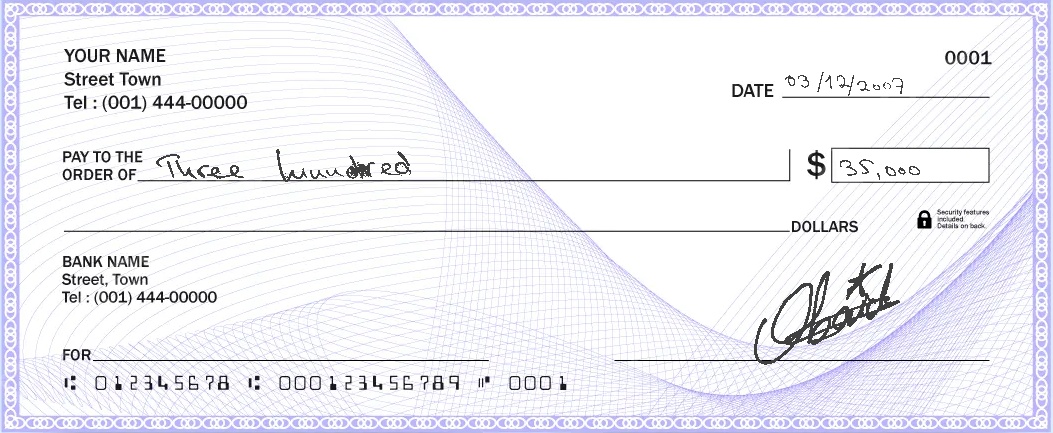 YOUR NAME
0001
Street Town
DATE 03/12/2007
Tel : (001) 444-00000
PAY TO THE
ORDER OF Three hundred
$ 35,000
DOLLARS
Security features
included.
Details on back.
BANK NAME
Street, Town
Tel : (001) 444-00000
FOR
⑆ 012345678 ⑆ 000123456789 ⑈ 0001